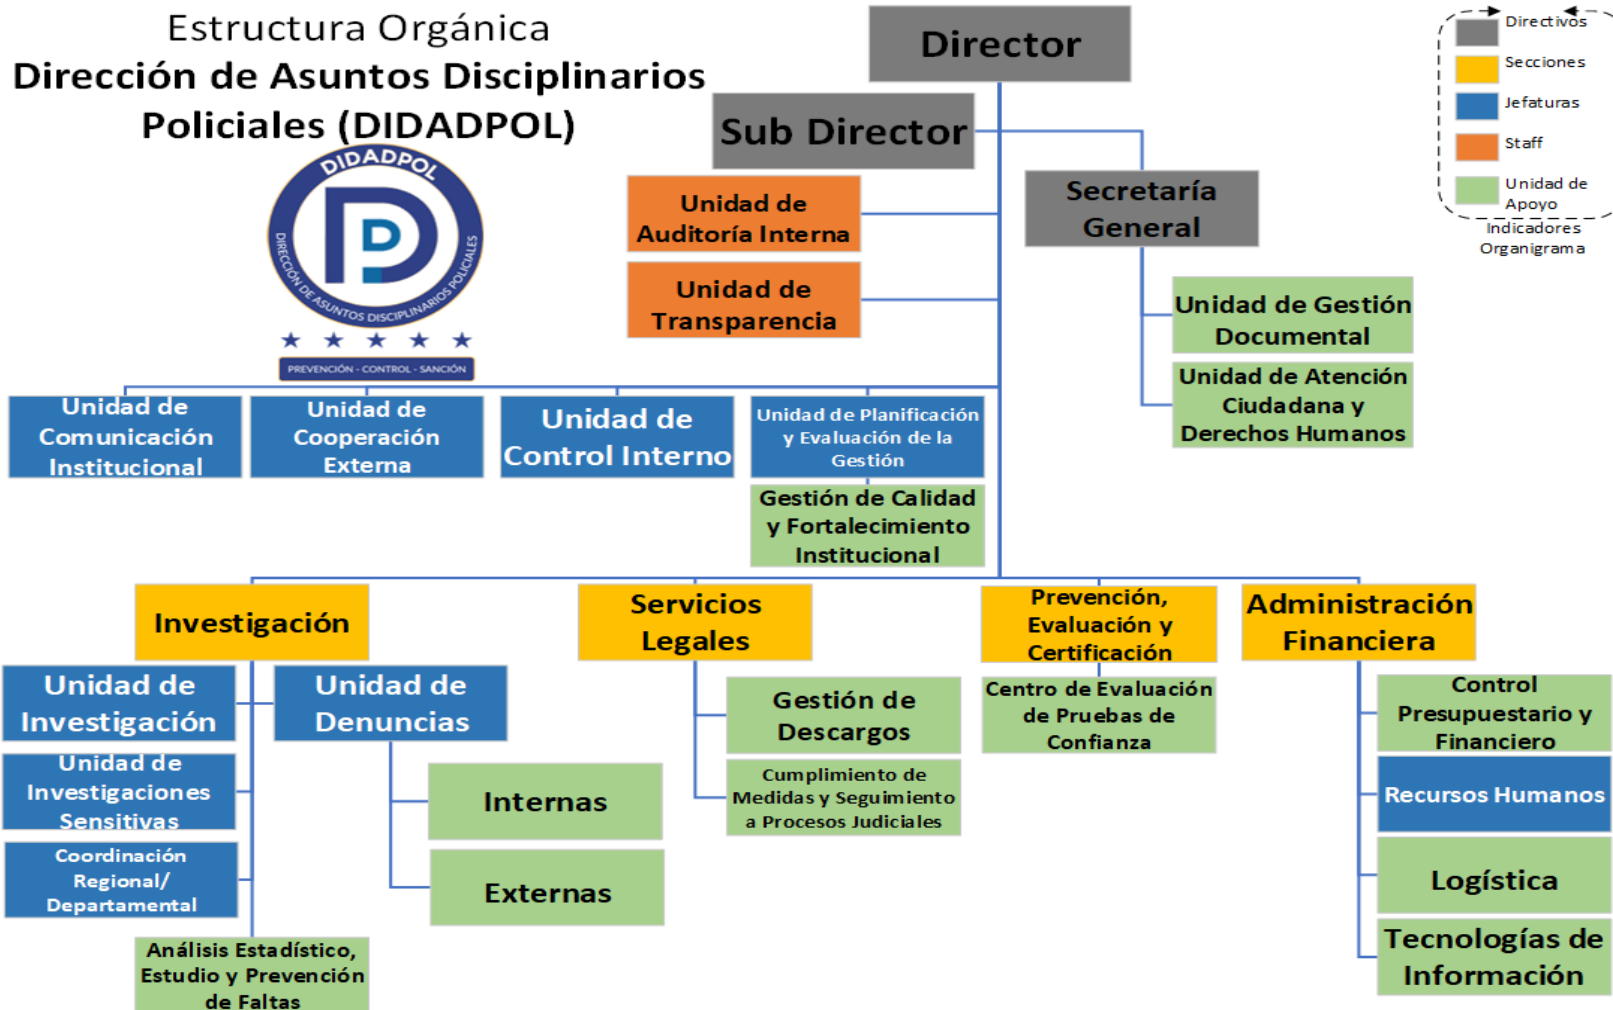 Estructura Orgánica
Dirección de Asuntos Disciplinarios
Policiales (DIDADPOL)
DIDADPOL
DIRECCIÓN DE ASUNTOS DISCIPLINARIOS POLICIALES
PREVENCIÓN - CONTROL - SANCIÓN
Director
Sub Director
Secretaría
General
Unidad de
Auditoría Interna
Unidad de
Transparencia
Unidad de Gestión
Documental
Unidad de Atención
Ciudadana y
Derechos Humanos
Directivos
Secciones
Jefaturas
Staff
Unidad de
Apoyo
Indicadores
Organigrama
Unidad de
Comunicación
Institucional
Unidad de
Cooperación
Externa
Unidad de
Control Interno
Unidad de Planificación
y Evaluación de la
Gestión
Gestión de Calidad
y Fortalecimiento
Institucional
Investigación
Servicios
Legales
Prevención,
Evaluación y
Certificación
Administración
Financiera
Unidad de
Investigación
Unidad de
Denuncias
Unidad de
Investigaciones
Sensitivas
Coordinación
Regional/
Departamental
Análisis Estadístico,
Estudio y Prevención
de Faltas
Internas
Externas
Gestión de
Descargos
Cumplimiento de
Medidas y Seguimiento
a Procesos Judiciales
Centro de Evaluación
de Pruebas de
Confianza
Control
Presupuestario y
Financiero
Recursos Humanos
Logística
Tecnologías de
Información